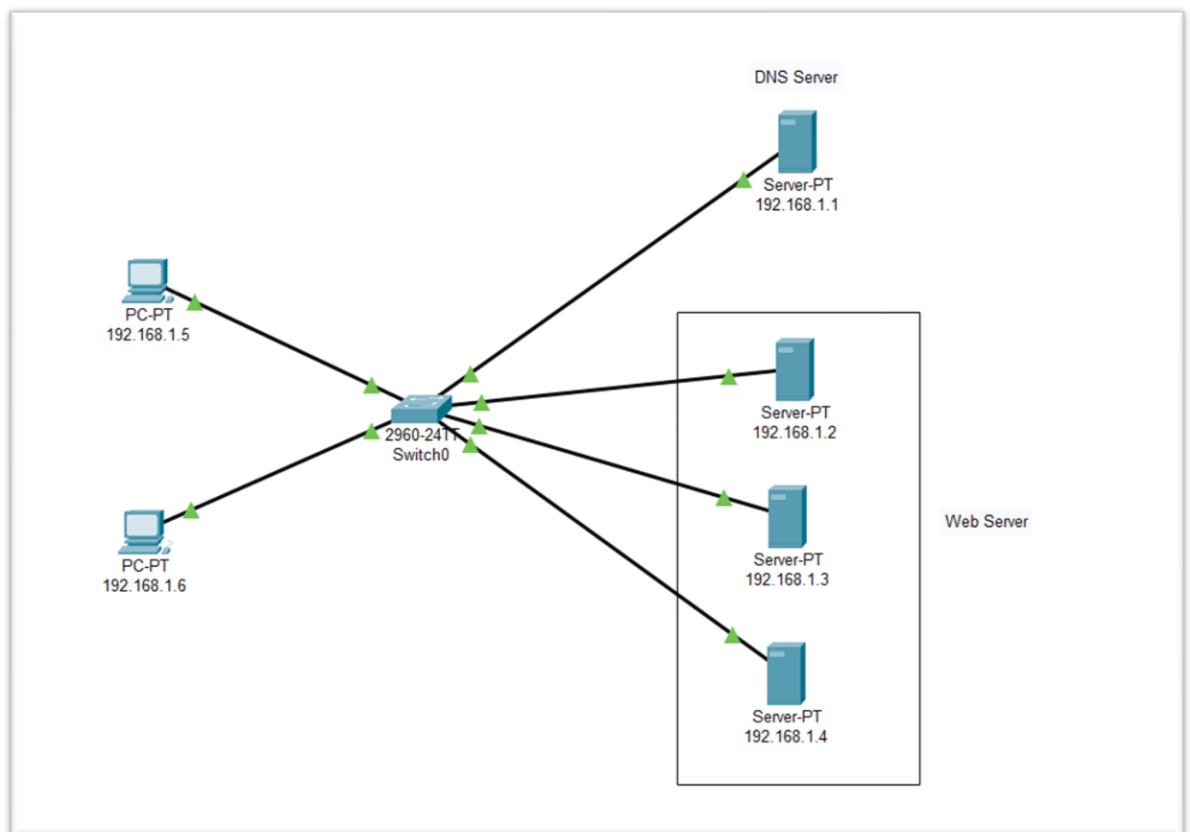 DNS Server
Server-PT
192.168.1.1
PC-PT
192.168.1.5
Server-PT
192.168.1.2
2960-24TT
Switch0
Server-PT
192.168.1.3
Web Server
PC-PT
192.168.1.6
Server-PT
192.168.1.4